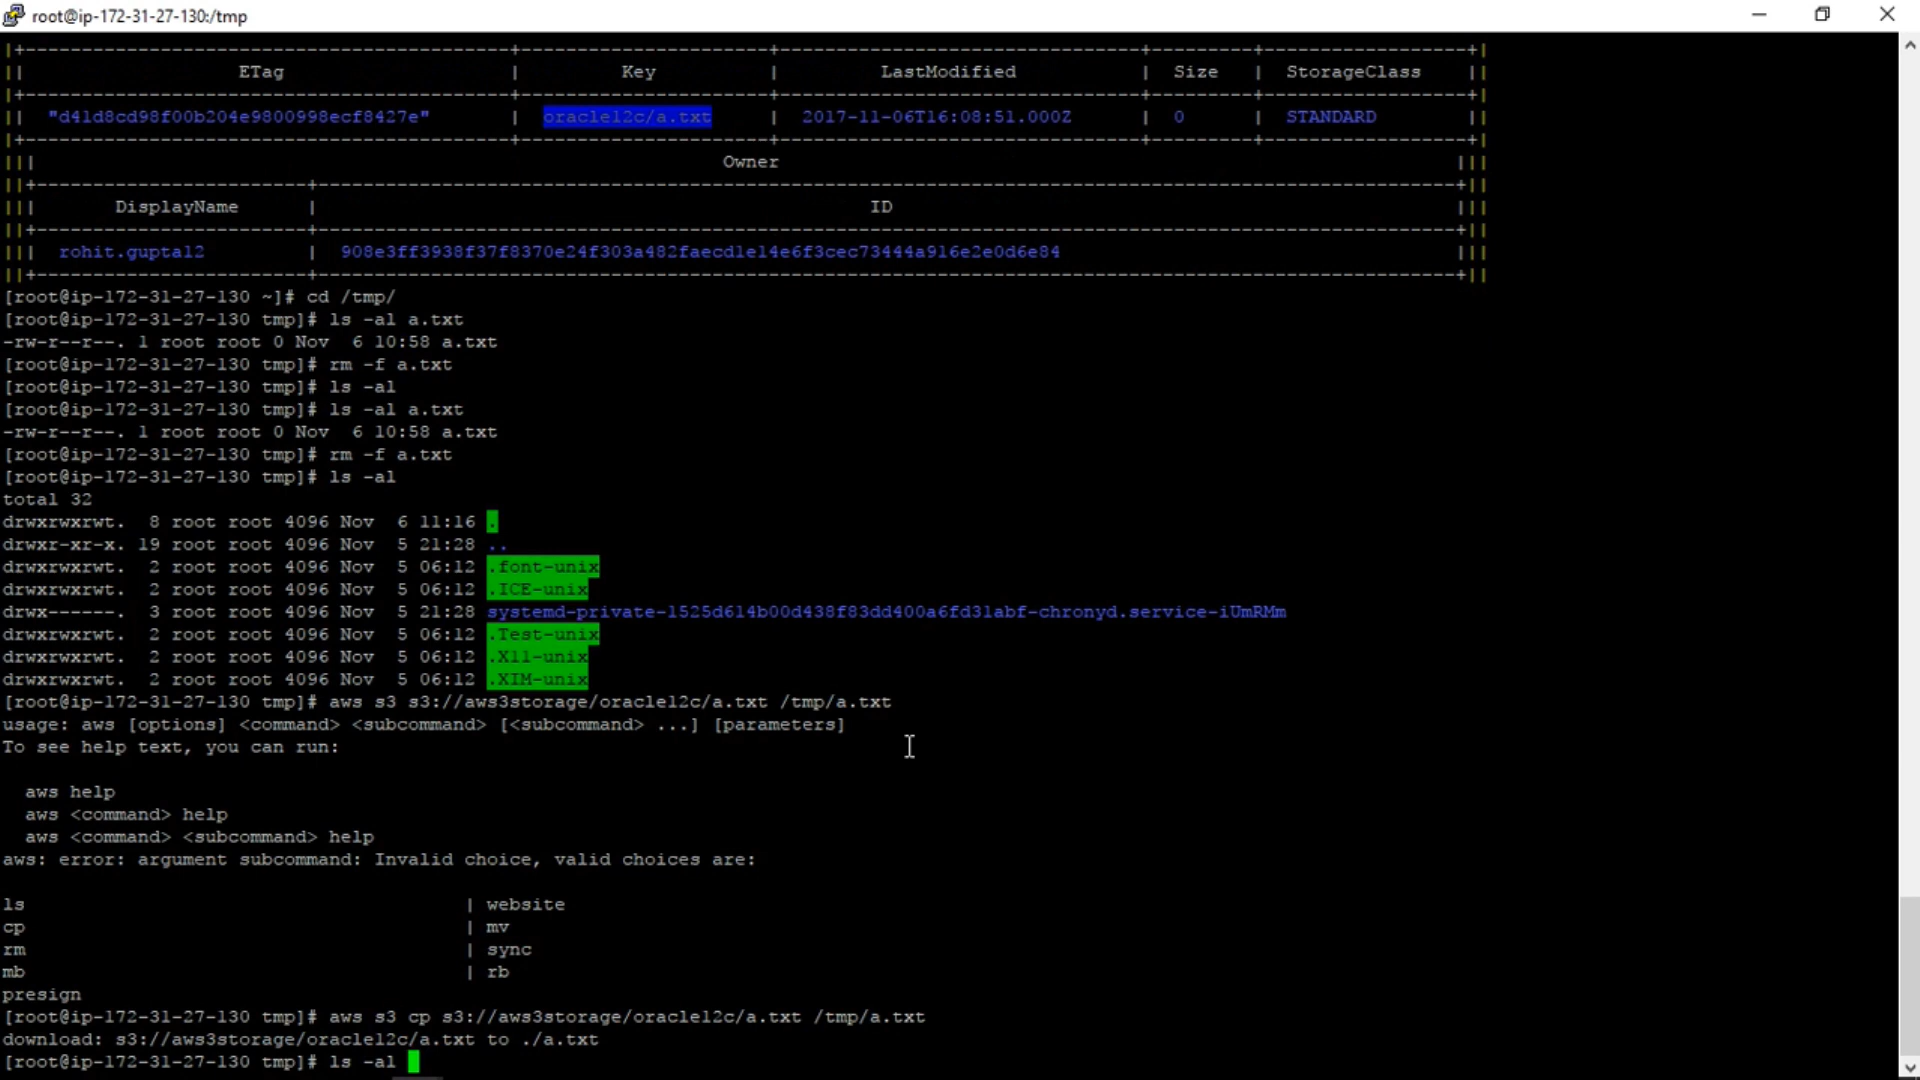 root@ip-172-31-27-130:/tmp
|+-------------------------------------------+----------------------+--------------------------------+---------+------------------+|
|| ETag | Key | LastModified | Size | StorageClass ||
|| "d41d8cd98f00b204e9800998ecf8427e" | oracle12c/a.txt | 2017-11-06T16:08:51.000Z | 0 | STANDARD ||
||| Owner |||
||| DisplayName | ID |||
||| rohit.gupta12 | 908e3ff3938f37f8370e24f303a482faecd1e14e6f3cec73444a916e2e0d6e84 |||
[root@ip-172-31-27-130 ~]# cd /tmp/
[root@ip-172-31-27-130 tmp]# ls -al a.txt
-rw-r--r--. 1 root root 0 Nov  6 10:58 a.txt
[root@ip-172-31-27-130 tmp]# rm -f a.txt
[root@ip-172-31-27-130 tmp]# ls -al
[root@ip-172-31-27-130 tmp]# ls -al a.txt
-rw-r--r--. 1 root root 0 Nov  6 10:58 a.txt
[root@ip-172-31-27-130 tmp]# rm -f a.txt
[root@ip-172-31-27-130 tmp]# ls -al
total 32
drwxrwxrwt.  8 root root 4096 Nov  6 11:16 .
drwxr-xr-x. 19 root root 4096 Nov  5 21:28 ..
drwxrwxrwt.  2 root root 4096 Nov  5 06:12 .font-unix
drwxrwxrwt.  2 root root 4096 Nov  5 06:12 .ICE-unix
drwx------.  3 root root 4096 Nov  5 21:28 systemd-private-1525d614b00d438f83dd400a6fd31abf-chronyd.service-iUmRMm
drwxrwxrwt.  2 root root 4096 Nov  5 06:12 .Test-unix
drwxrwxrwt.  2 root root 4096 Nov  5 06:12 .X11-unix
drwxrwxrwt.  2 root root 4096 Nov  5 06:12 .XIM-unix
[root@ip-172-31-27-130 tmp]# aws s3 s3://aws3storage/oracle12c/a.txt /tmp/a.txt
usage: aws [options] <command> <subcommand> [<subcommand> ...] [parameters]
To see help text, you can run:
aws help
aws <command> help
aws <command> <subcommand> help
aws: error: argument subcommand: Invalid choice, valid choices are:
ls | website
cp | mv
rm | sync
mb | rb
presign
[root@ip-172-31-27-130 tmp]# aws s3 cp s3://aws3storage/oracle12c/a.txt /tmp/a.txt
download: s3://aws3storage/oracle12c/a.txt to ./a.txt
[root@ip-172-31-27-130 tmp]# ls -al